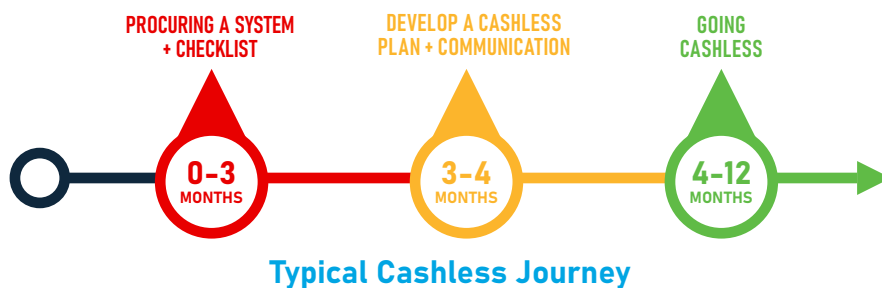 PROCURING A SYSTEM
+ CHECKLIST
DEVELOP A CASHLESS
PLAN + COMMUNICATION
GOING
CASHLESS
0-3
MONTHS
3-4
MONTHS
4-12
MONTHS
Typical Cashless Journey